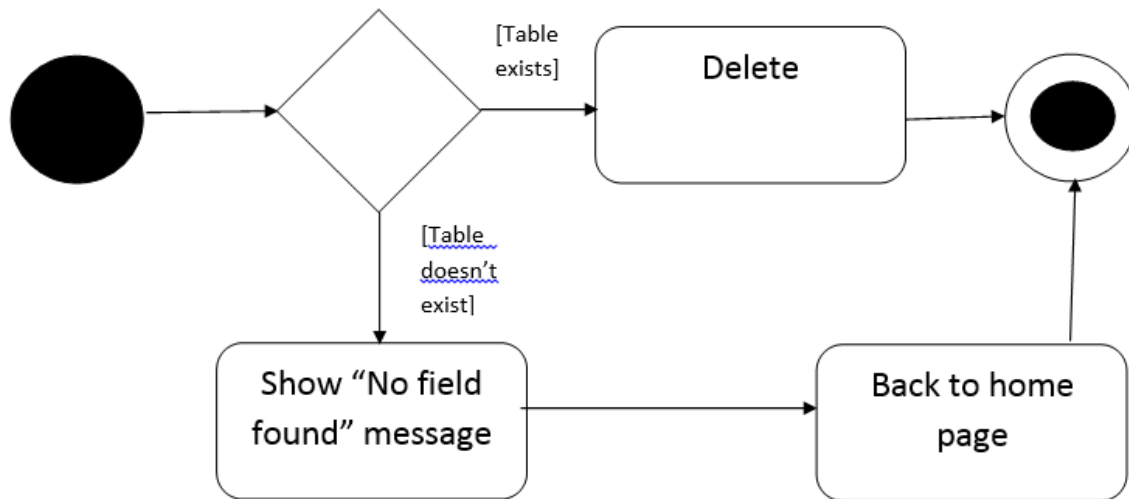 [Table
exists]
Delete
[Table
doesn’t
exist]
Show “No field
found” message
Back to home
page